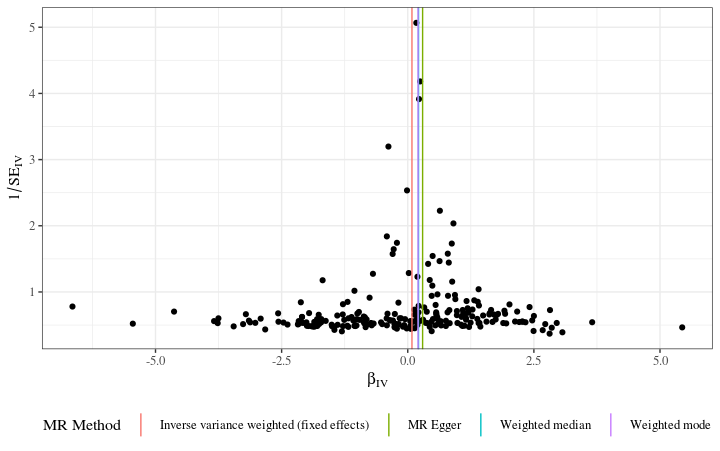 5
4
3
2
1
1/SE_IV
-5.0 -2.5 0.0 2.5 5.0
β_IV
MR Method Inverse variance weighted (fixed effects) MR Egger Weighted median Weighted mode